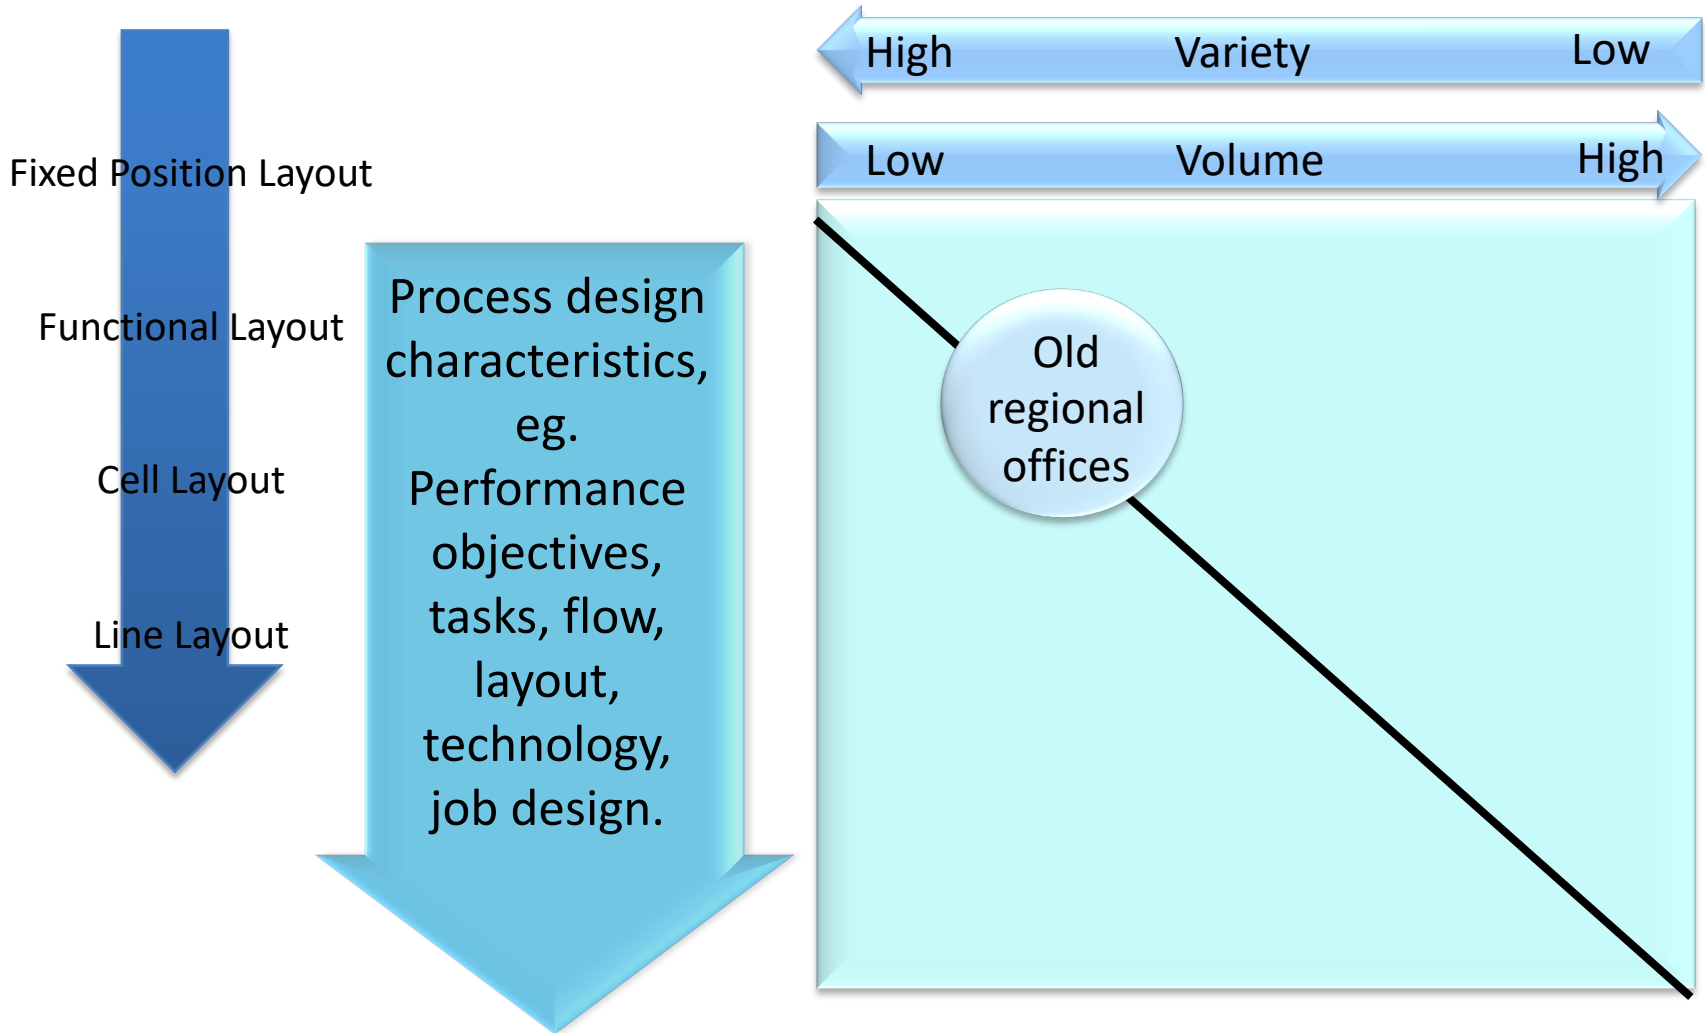 High Variety Low
Low Volume High
Fixed Position Layout
Functional Layout
Cell Layout
Line Layout
Process design
characteristics,
eg.
Performance
objectives,
tasks, flow,
layout,
technology,
job design.
Old
regional
offices